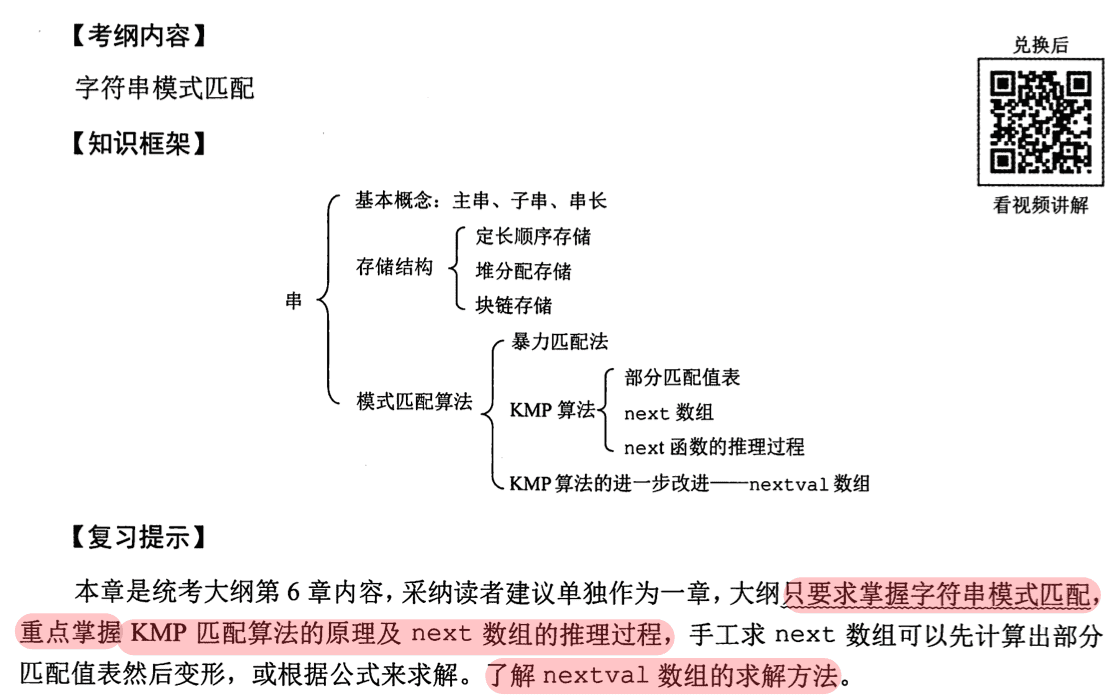 【考纲内容】
兑换后
字符串模式匹配
【知识框架】
看视频讲解
基本概念：主串、子串、串长
定长顺序存储
存储结构
堆分配存储
串
块链存储
暴力匹配法
部分匹配值表
模式匹配算法
KMP 算法
next 数组
next 函数的推理过程
KMP 算法的进一步改进——nextval 数组
【复习提示】
本章是统考大纲第 6 章内容，采纳读者建议单独作为一章，大纲只要求掌握字符串模式匹配，
重点掌握 KMP 匹配算法的原理及 next 数组的推理过程，手工求 next 数组可以先计算出部分
匹配值表然后变形，或根据公式来求解。了解 nextval 数组的求解方法。